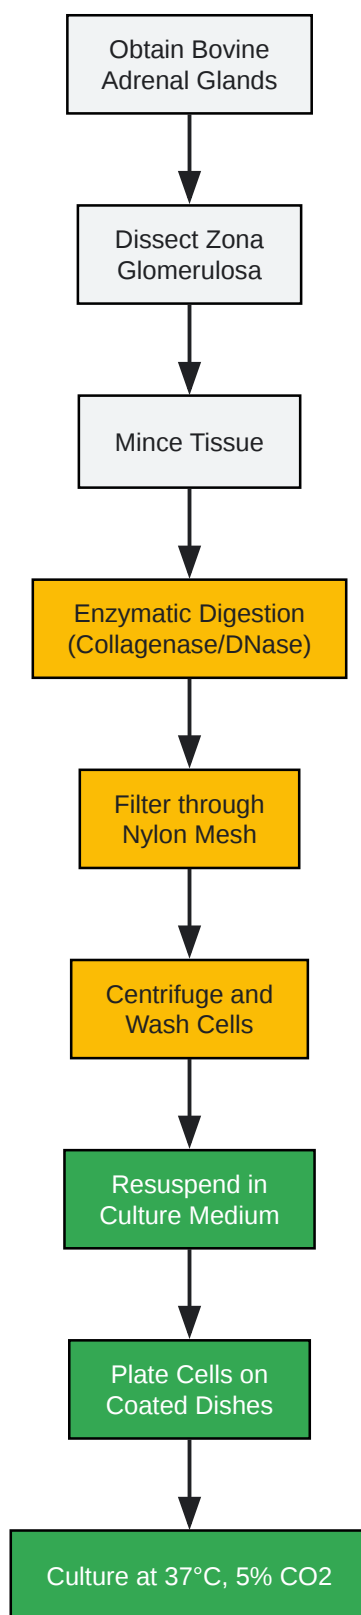 Obtain Bovine
Adrenal Glands
Dissect Zona
Glomerulosa
Mince Tissue
Enzymatic Digestion
(Collagenase/DNase)
Filter through
Nylon Mesh
Centrifuge and
Wash Cells
Resuspend in
Culture Medium
Plate Cells on
Coated Dishes
Culture at 37°C, 5% CO2